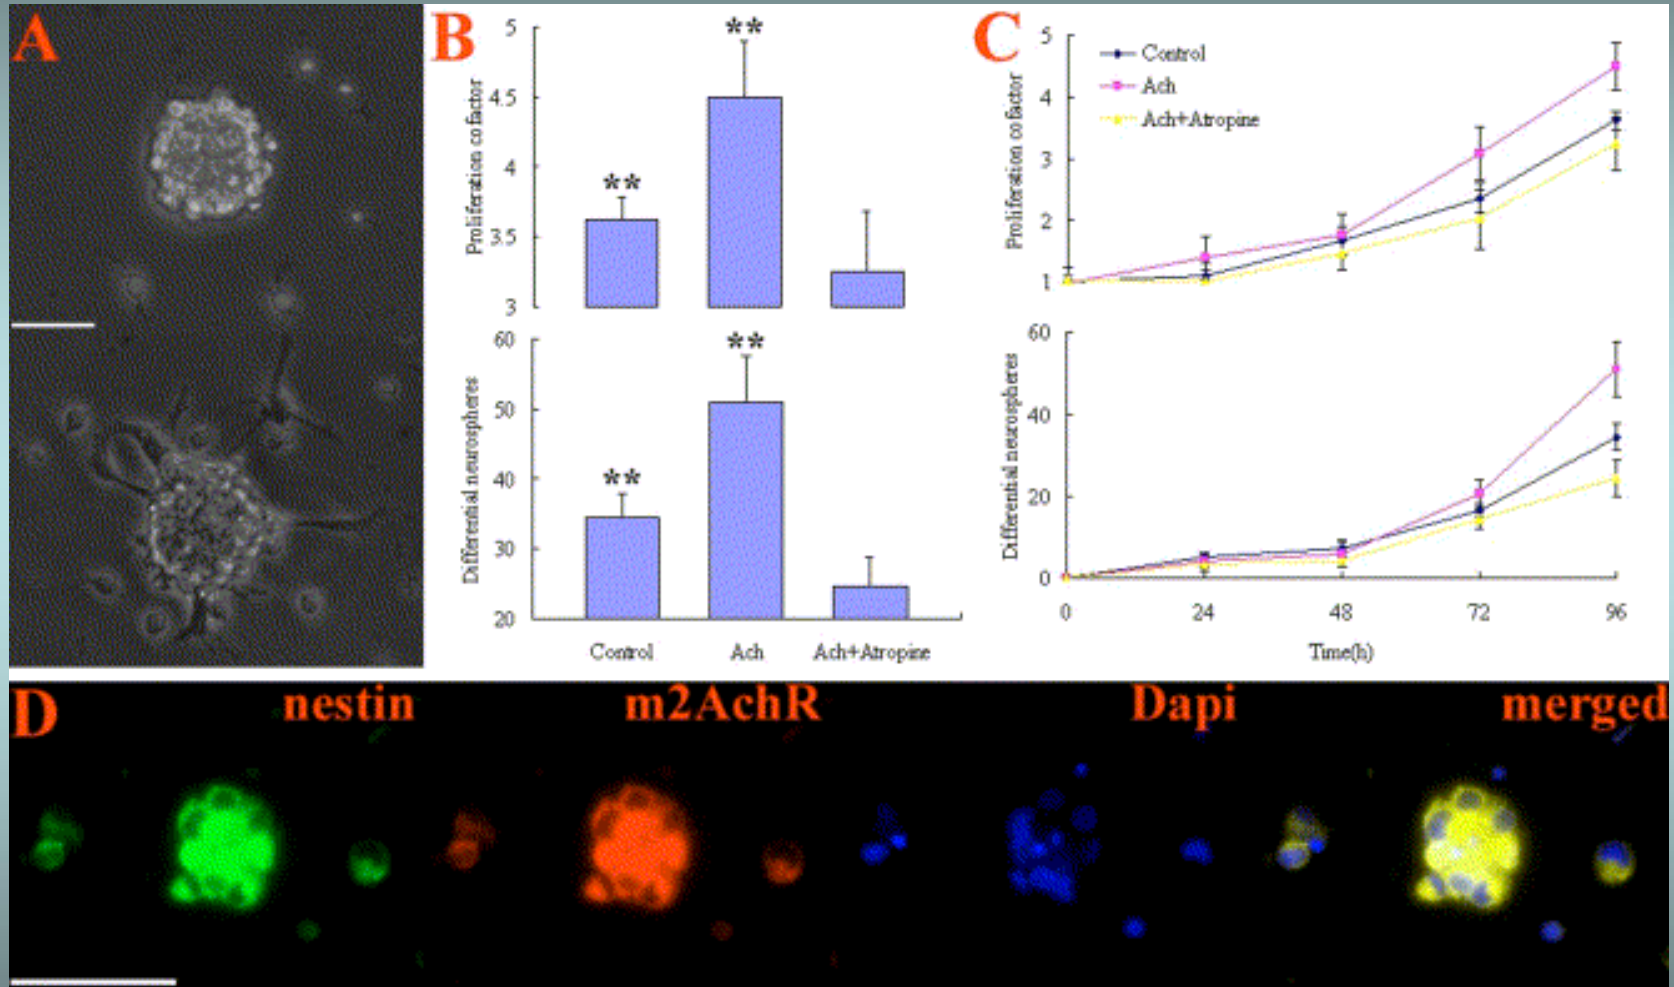 A
B
**
**
5
4.5
4
3.5
3
Proliferation cofactor
**
**
60
50
40
30
20
Differential neurospheres
Control Ach Ach+Atropine
C
Control
Ach
Ach+Atropine
5
4
3
2
1
Proliferation cofactor
60
40
20
0
Differential neurospheres
0 24 48 72 96
Time(h)
D nestin m2AchR Dapi merged